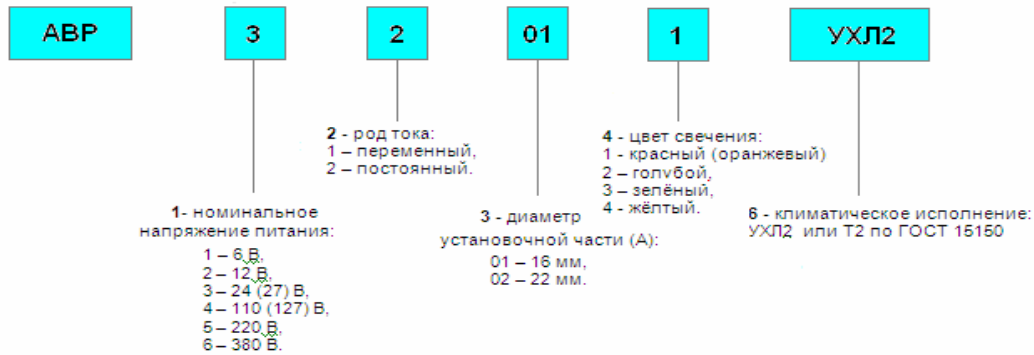 АВР 3 2 01 1 УХЛ2
2 - род тока:
1 – переменный,
2 – постоянный.
4 - цвет свечения:
1 - красный (оранжевый)
2 – голубой,
3 – зелёный,
4 - жёлтый.
1- номинальное
напряжение питания:
1 – 6 В,
2 – 12 В,
3 – 24 (27) В,
4 – 110 (127) В,
5 – 220 В,
6 – 380 В.
3 - диаметр
установочной части (А):
01 – 16 мм,
02 – 22 мм.
6 - климатическое исполнение:
УХЛ2 или Т2 по ГОСТ 15150